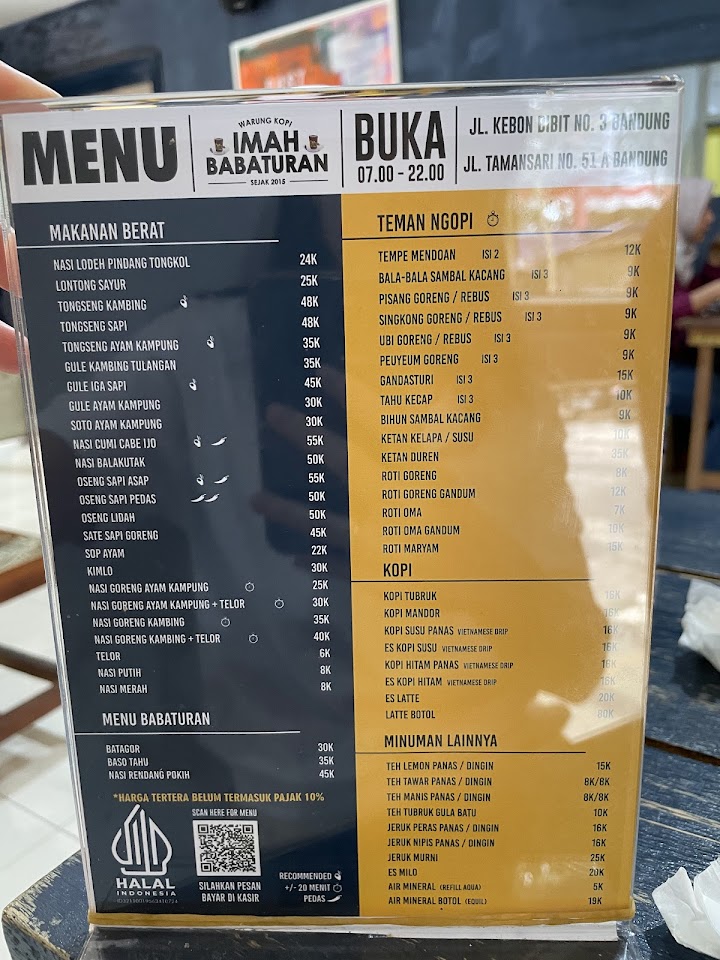 MENU
WARUNG KOPI
IMAH
BABATURAN
SEJAK 2015
BUKA
07.00 - 22.00
JL. KEBON BIBIT NO. 3 BANDUNG
JL. TAMANSARI NO. 51 A BANDUNG
MAKANAN BERAT
NASI LODEH PINDANG TONGKOL 24K
LONTONG SAYUR 25K
TONGSENG KAMBING 48K
TONGSENG SAPI 48K
TONGSENG AYAM KAMPUNG 35K
GULE KAMBING TULANGAN 35K
GULE IGA SAPI 45K
GULE AYAM KAMPUNG 30K
SOTO AYAM KAMPUNG 30K
NASI CUMI CABE IJO 55K
NASI BALAKUTAK 50K
OSENG SAPI ASAP 55K
OSENG SAPI PEDAS 50K
OSENG LIDAH 50K
SATE SAPI GORENG 45K
SOP AYAM 22K
KIMLO 30K
NASI GORENG AYAM KAMPUNG 25K
NASI GORENG AYAM KAMPUNG + TELOR 30K
NASI GORENG KAMBING 35K
NASI GORENG KAMBING + TELOR 40K
TELOR 6K
NASI PUTIH 8K
NASI MERAH 8K
MENU BABATURAN
BATAGOR 30K
BASO TAHU 35K
NASI RENDANG POKIH 45K
*HARGA TERTERA BELUM TERMASUK PAJAK 10%
HALAL
INDONESIA
SCAN HERE FOR MENU
SILAHKAN PESAN
BAYAR DI KASIR
RECOMMENDED
+/- 20 MENIT
PEDAS
TEMAN NGOPI
TEMPE MENDOAN ISI 2 12K
BALA-BALA SAMBAL KACANG ISI 3 9K
PISANG GORENG / REBUS ISI 3 9K
SINGKONG GORENG / REBUS ISI 3 9K
UBI GORENG / REBUS ISI 3 9K
PEUYEUM GORENG ISI 3 9K
GANDASTURI ISI 3 15K
TAHU KECAP ISI 3 10K
BIHUN SAMBAL KACANG 9K
KETAN KELAPA / SUSU 10K
KETAN DUREN 35K
ROTI GORENG 8K
ROTI GORENG GANDUM 12K
ROTI OMA 7K
ROTI OMA GANDUM 10K
ROTI MARYAM 15K
KOPI
KOPI TUBRUK 16K
KOPI MANDOR 16K
KOPI SUSU PANAS VIETNAMESE DRIP 16K
ES KOPI SUSU VIETNAMESE DRIP 16K
KOPI HITAM PANAS VIETNAMESE DRIP 16K
ES KOPI HITAM VIETNAMESE DRIP 16K
ES LATTE 20K
LATTE BOTOL 80K
MINUMAN LAINNYA
TEH LEMON PANAS / DINGIN 15K
TEH TAWAR PANAS / DINGIN 8K/8K
TEH MANIS PANAS / DINGIN 8K/8K
TEH TUBRUK GULA BATU 10K
JERUK PERAS PANAS / DINGIN 16K
JERUK NIPIS PANAS / DINGIN 16K
JERUK MURNI 25K
ES MILO 20K
AIR MINERAL (REFILL AQUA) 5K
AIR MINERAL BOTOL (EQUIL) 19K